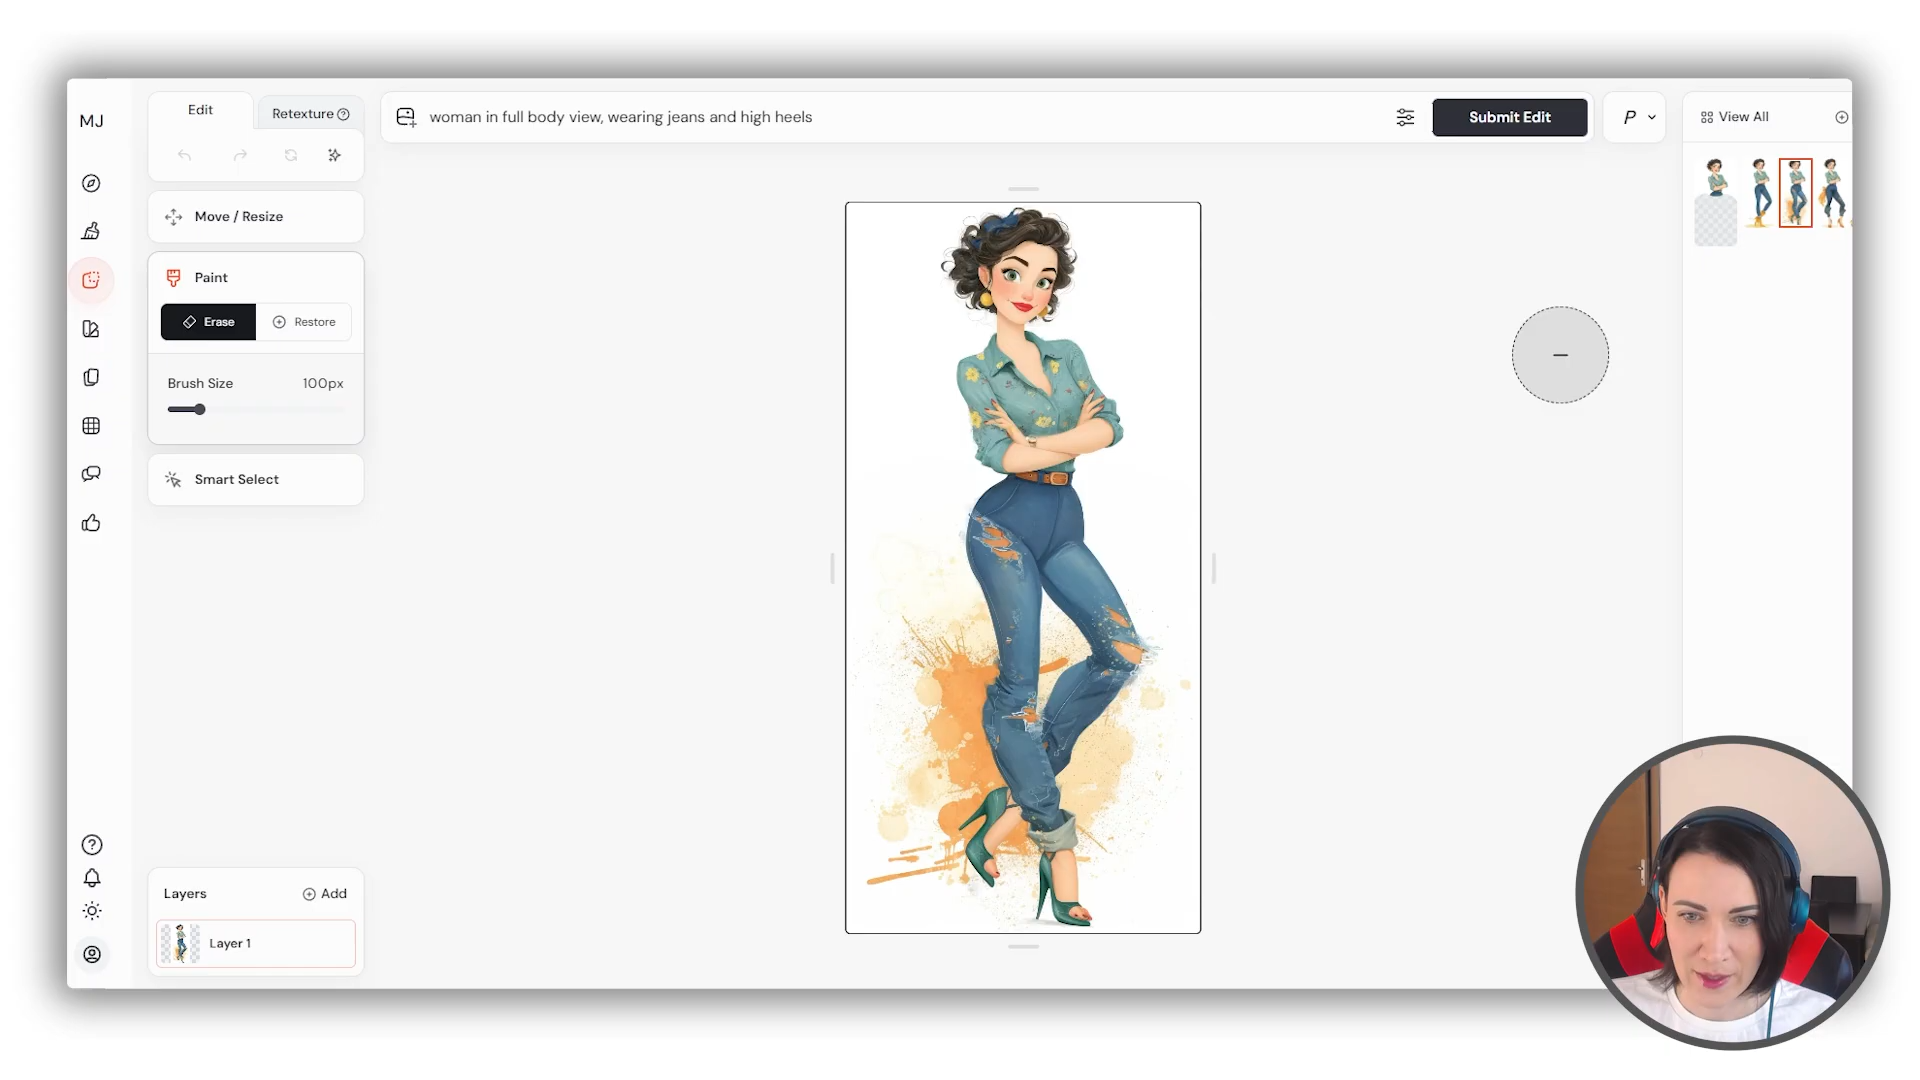 MJ
Edit
Retexture
woman in full body view, wearing jeans and high heels
Submit Edit
P
View All
Move / Resize
Paint
Erase
Restore
Brush Size
100px
Smart Select
Layers
Add
Layer 1